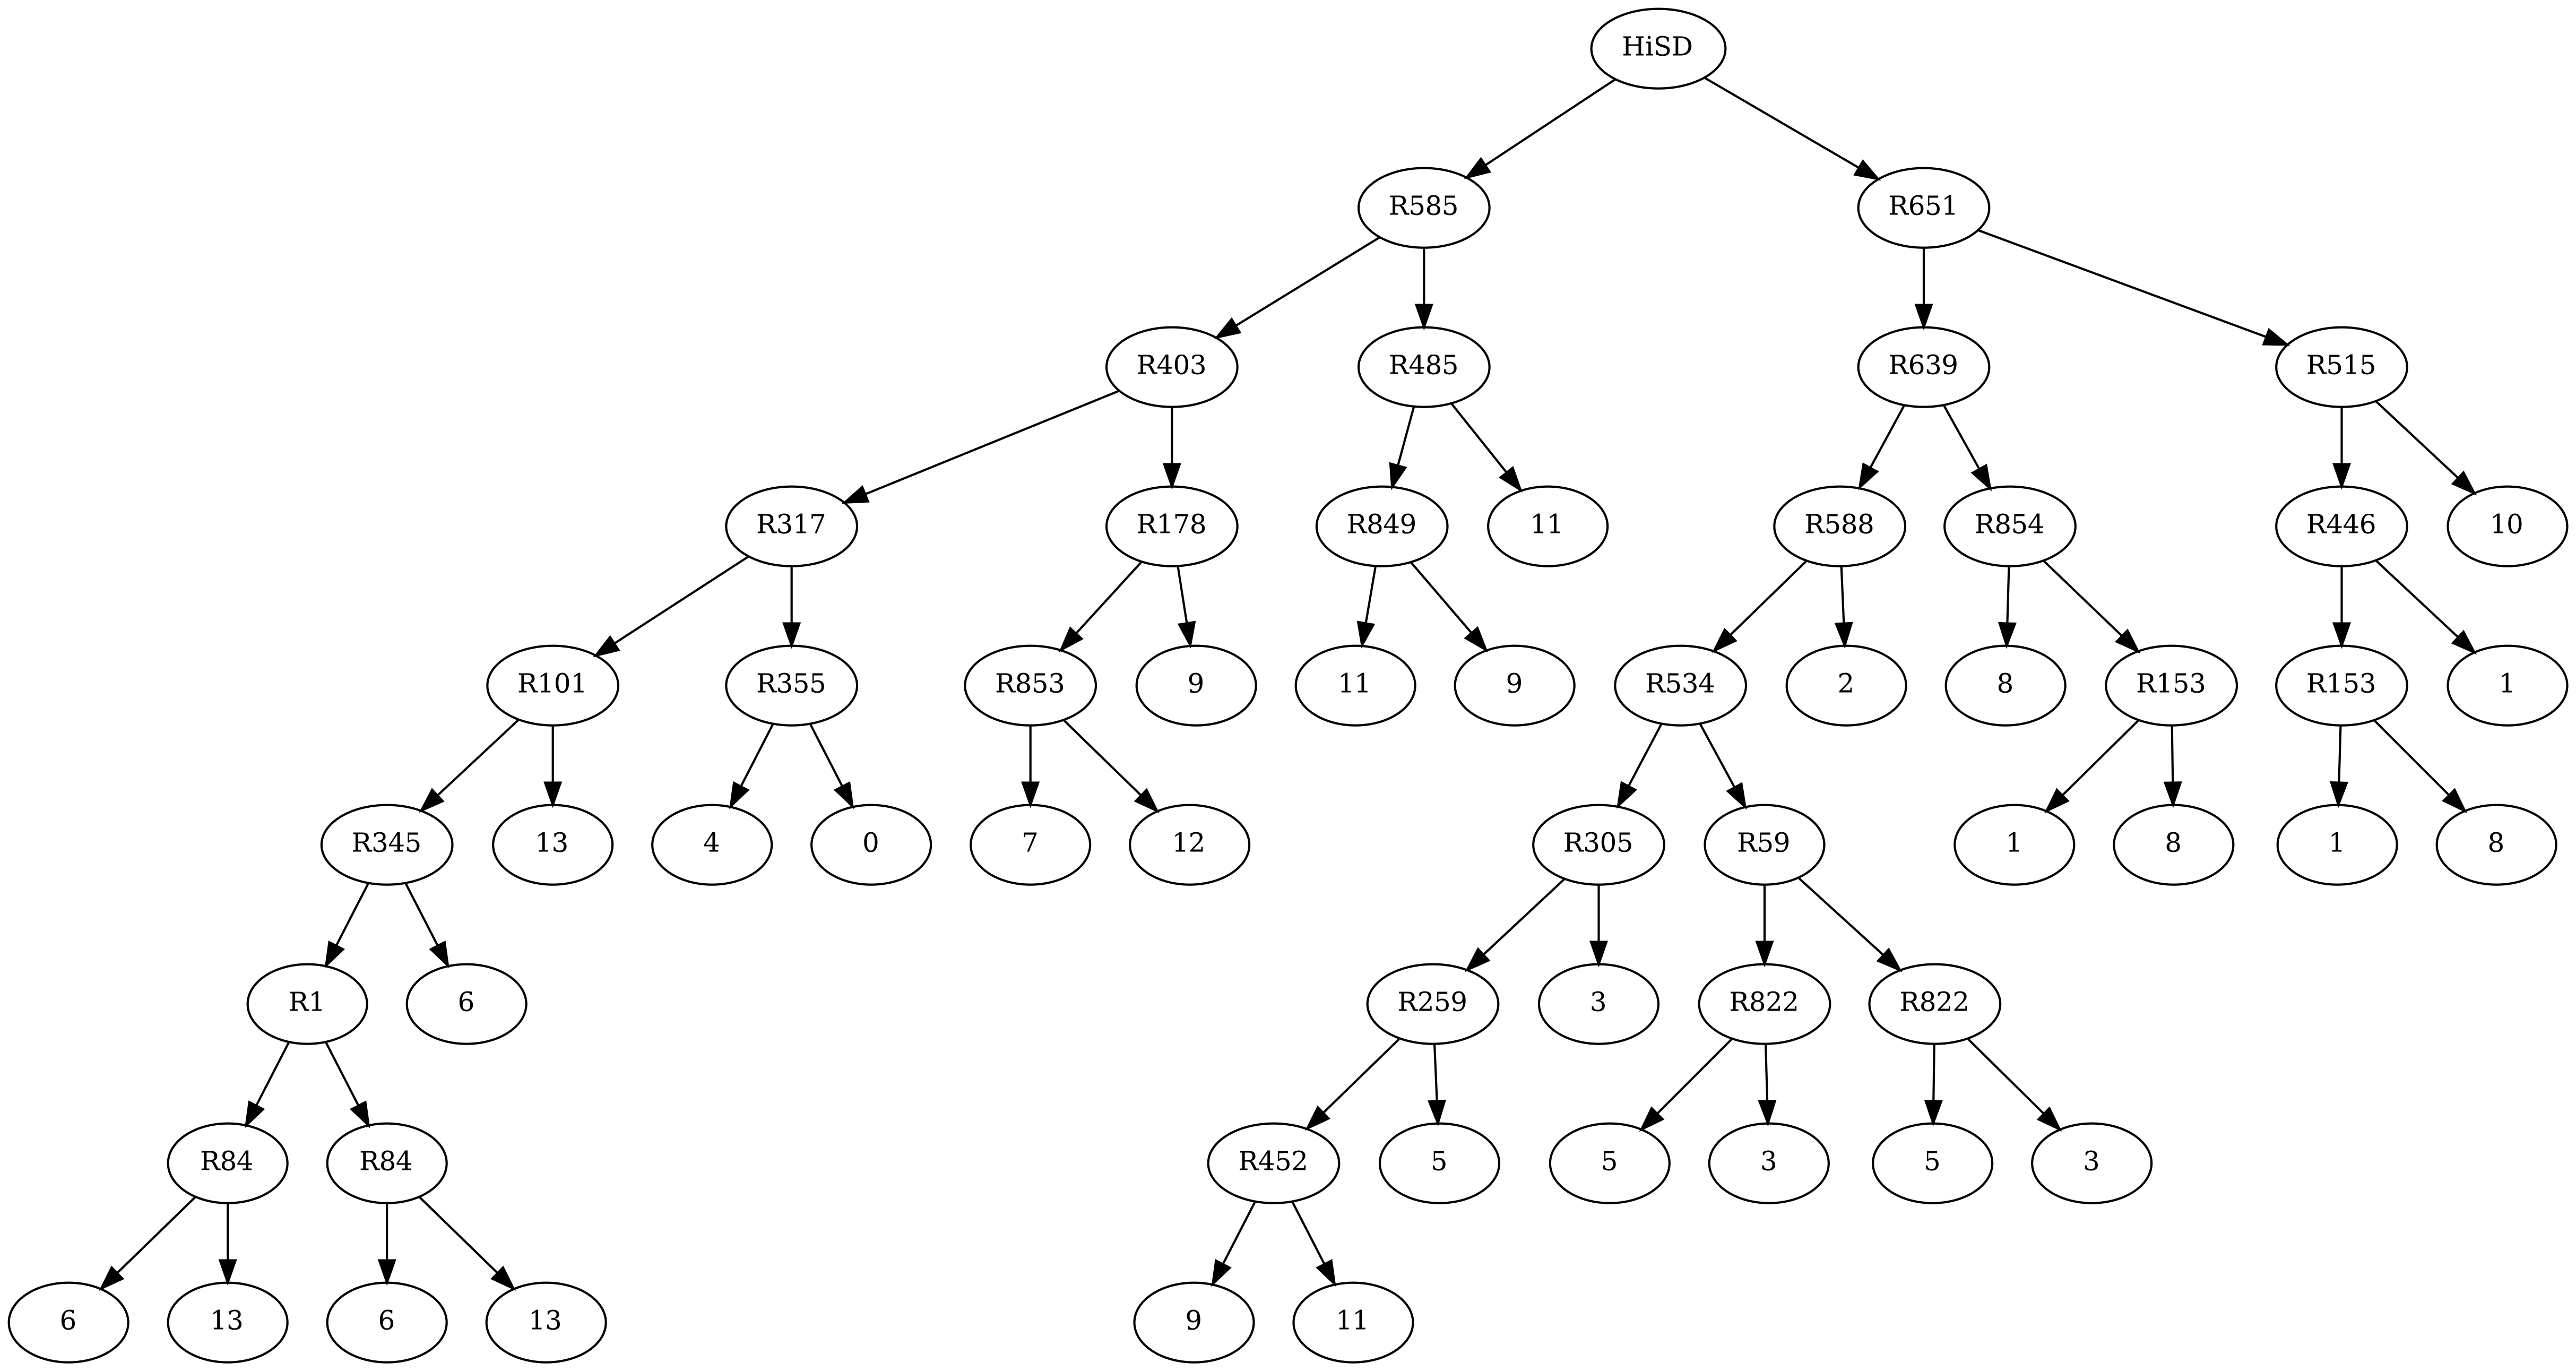 HiSD
R585 R651
R403 R485 R639 R515
R317 R178 R849 11 R588 R854 R446 10
R101 R355 R853 9 11 9 R534 2 8 R153 R153 1
R345 13 4 0 7 12 R305 R59 1 8 1 8
R1 6 R259 3 R822 R822
R84 R84 R452 5 5 3 5 3
6 13 6 13 9 11